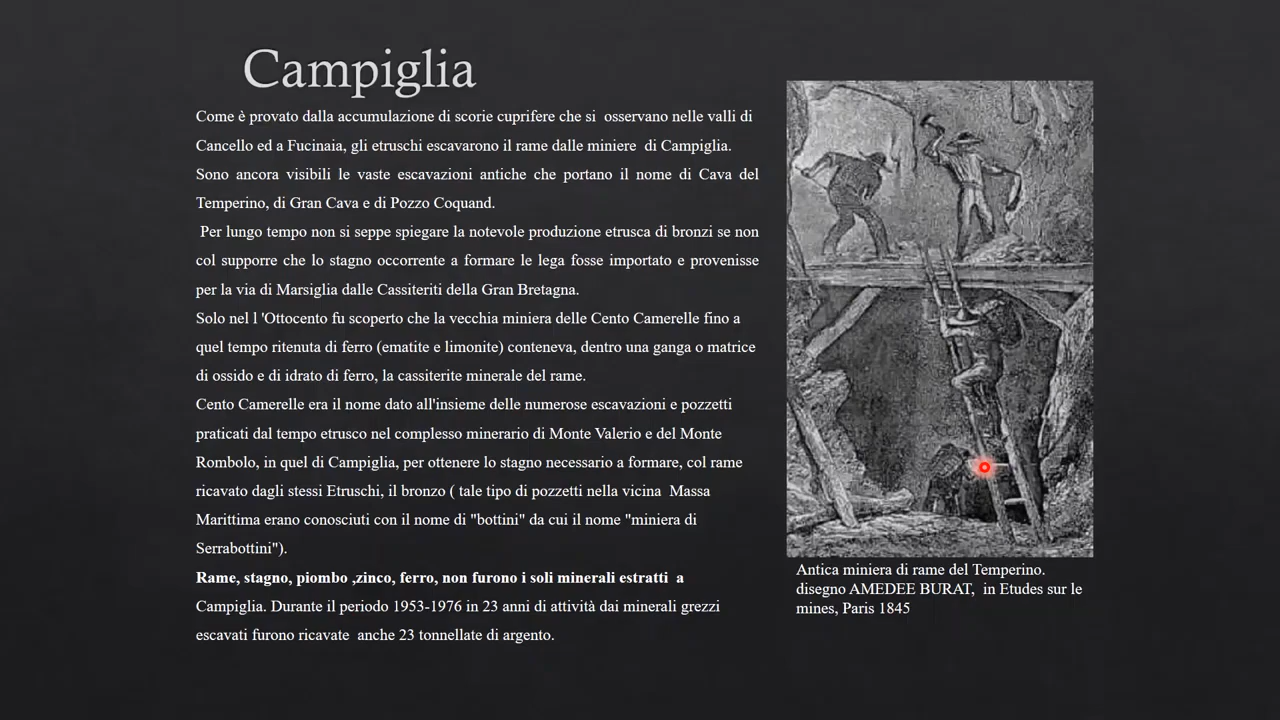 Campiglia
Come è provato dalla accumulazione di scorie cuprifere che si osservano nelle valli di
Cancello ed a Fucinaia, gli etruschi escavarono il rame dalle miniere di Campiglia.
Sono ancora visibili le vaste escavazioni antiche che portano il nome di Cava del
Temperino, di Gran Cava e di Pozzo Coquand.
Per lungo tempo non si seppe spiegare la notevole produzione etrusca di bronzi se non
col supporre che lo stagno occorrente a formare le lega fosse importato e provenisse
per la via di Marsiglia dalle Cassiteriti della Gran Bretagna.
Solo nel l 'Ottocento fu scoperto che la vecchia miniera delle Cento Camerelle fino a
quel tempo ritenuta di ferro (ematite e limonite) conteneva, dentro una ganga o matrice
di ossido e di idrato di ferro, la cassiterite minerale del rame.
Cento Camerelle era il nome dato all'insieme delle numerose escavazioni e pozzetti
praticati dal tempo etrusco nel complesso minerario di Monte Valerio e del Monte
Rombolo, in quel di Campiglia, per ottenere lo stagno necessario a formare, col rame
ricavato dagli stessi Etruschi, il bronzo ( tale tipo di pozzetti nella vicina Massa
Marittima erano conosciuti con il nome di "bottini" da cui il nome "miniera di
Serrabottini").
Rame, stagno, piombo ,zinco, ferro, non furono i soli minerali estratti a
Campiglia. Durante il periodo 1953-1976 in 23 anni di attività dai minerali grezzi
escavati furono ricavate anche 23 tonnellate di argento.
Antica miniera di rame del Temperino.
disegno AMEDEE BURAT, in Etudes sur le
mines, Paris 1845